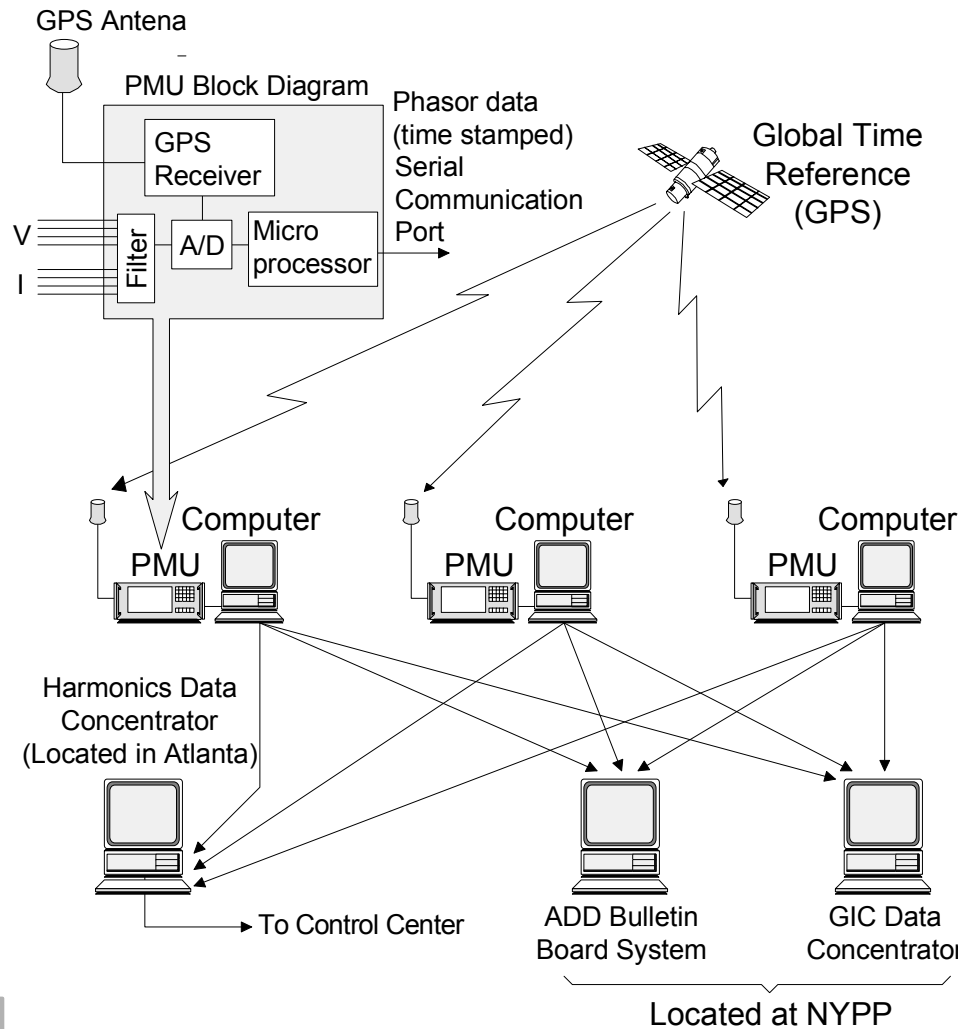 GPS Antena
PMU Block Diagram
GPS
Receiver
V
I
Filter
A/D
Micro
processor
Phasor data
(time stamped)
Serial
Communication
Port
Global Time
Reference
(GPS)
Computer
PMU
Computer
PMU
Computer
PMU
Harmonics Data
Concentrator
(Located in Atlanta)
To Control Center
ADD Bulletin
Board System
GIC Data
Concentrator
Located at NYPP